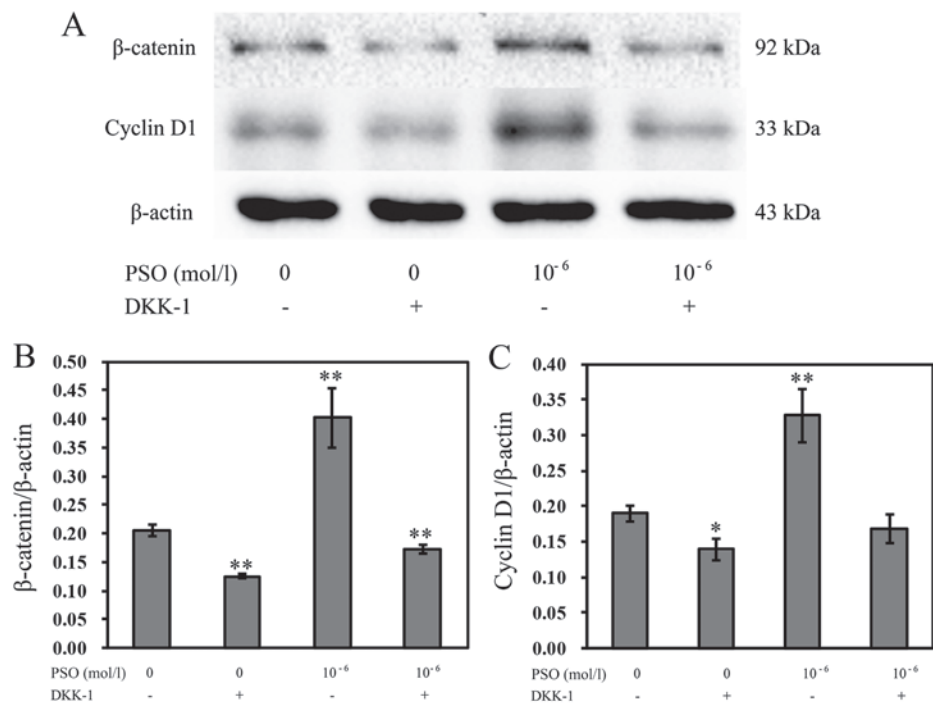 A
β-catenin 92 kDa
Cyclin D1 33 kDa
β-actin 43 kDa
PSO (mol/l) 0 0 10⁻⁶ 10⁻⁶
DKK-1 - + - +
B
β-catenin/β-actin
0.50
0.45
0.40
0.35
0.30
0.25
0.20
0.15
0.10
0.05
0.00
**
**
**
PSO (mol/l) 0 0 10⁻⁶ 10⁻⁶
DKK-1 - + - +
C
Cyclin D1/β-actin
0.40
0.35
0.30
0.25
0.20
0.15
0.10
0.05
0.00
*
**
PSO (mol/l) 0 0 10⁻⁶ 10⁻⁶
DKK-1 - + - +